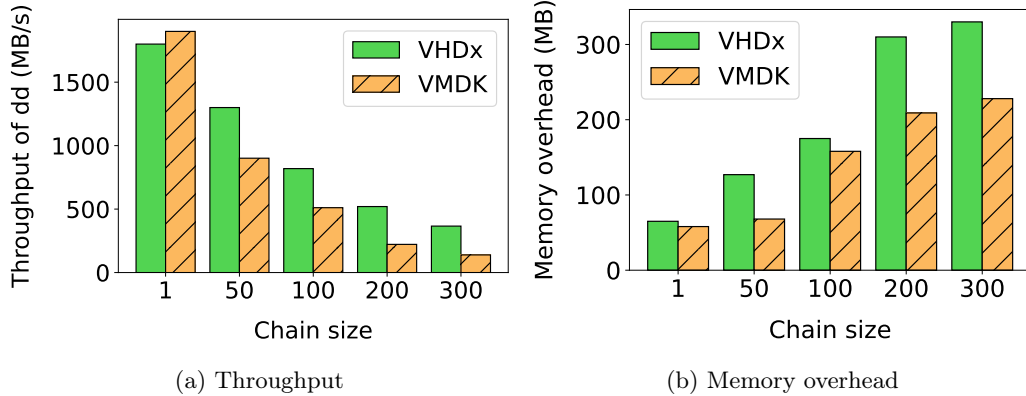 Throughput of dd (MB/s)
1500
1000
500
0
VHDx
VMDK
1 50 100 200 300
Chain size
(a) Throughput
Memory overhead (MB)
300
200
100
0
VHDx
VMDK
1 50 100 200 300
Chain size
(b) Memory overhead